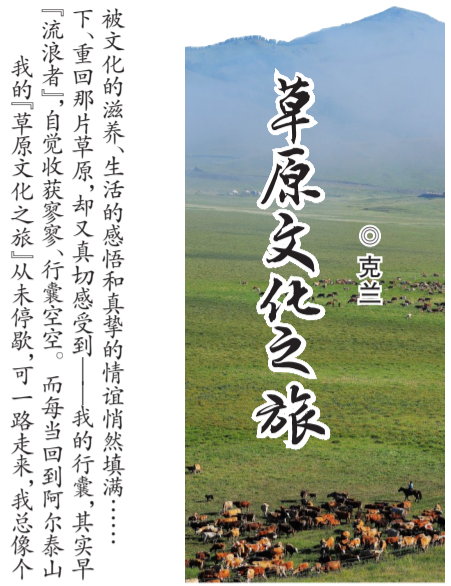 草原文化之旅
◎克兰
我的『草原文化之旅』从未停歇，可一路走来，我总像个
『流浪者』，自觉收获寥寥、行囊空空。而每当回到阿尔泰山
下、重回那片草原，却又真切感受到——我的行囊，其实早
被文化的滋养、生活的感悟和真挚的情谊悄然填满……